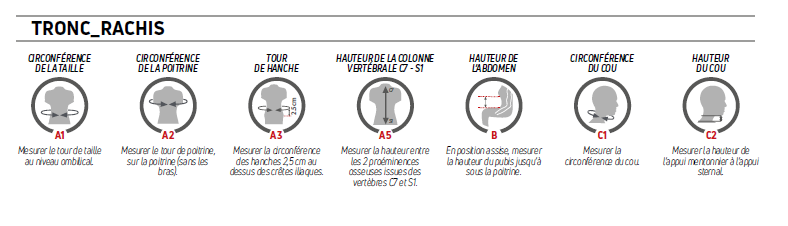 TRONC_RACHIS
CIRCONFÉRENCE
DE LA TAILLE
A1
Mesurer le tour de taille
au niveau ombilical.
CIRCONFÉRENCE
DE LA POITRINE
A2
Mesurer le tour de poitrine,
sur la poitrine (sans les
bras).
TOUR
DE HANCHE
2,5 cm
A3
Mesurer la circonférence
des hanches 2,5 cm au
dessus des crêtes iliaques.
HAUTEUR DE LA COLONNE
VERTÉBRALE C7 - S1
A5
Mesurer la hauteur entre
les 2 proéminences
osseuses issues des
vertèbres C7 et S1.
HAUTEUR DE
L'ABDOMEN
B
En position assise, mesurer
la hauteur du pubis jusqu'à
sous la poitrine.
CIRCONFÉRENCE
DU COU
C1
Mesurer la
circonférence du cou.
HAUTEUR
DU COU
C2
Mesurer la hauteur de
l'appui mentonnier à l'appui
sternal.